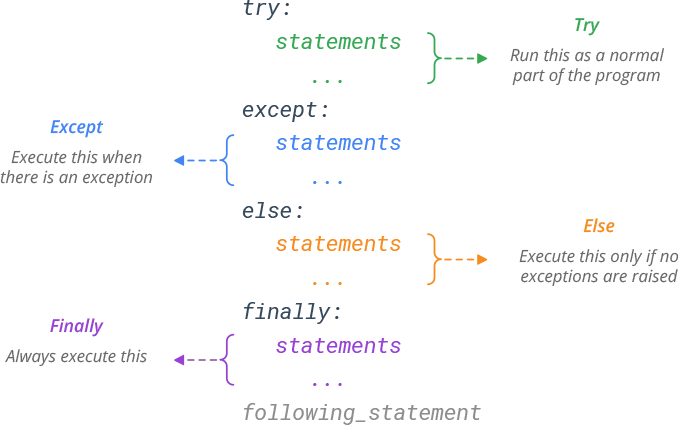 try:
statements
...
Try
Run this as a normal
part of the program
except:
statements
...
Except
Execute this when
there is an exception
else:
statements
...
Else
Execute this only if no
exceptions are raised
finally:
statements
...
Finally
Always execute this
following_statement